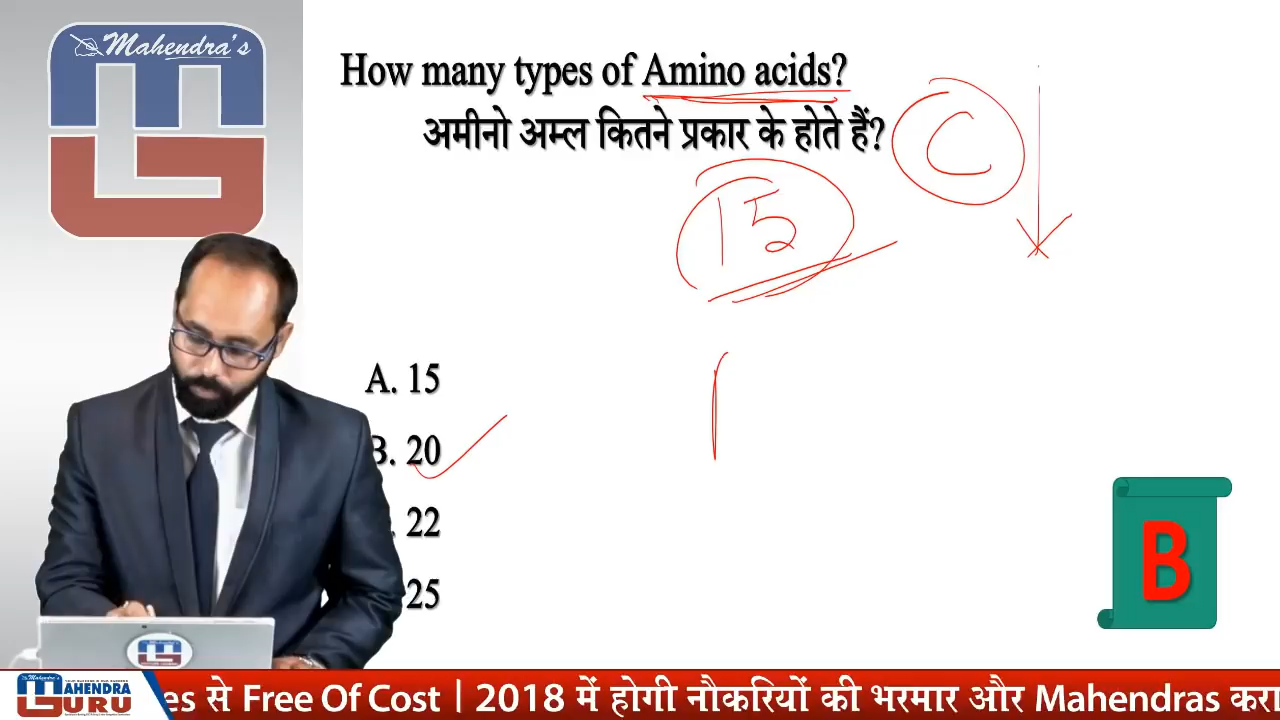 Mahendra's
How many types of Amino acids?
अमीनो अम्ल कितने प्रकार के होते हैं?
C
15
A. 15
B. 20
. 22
25
B
Mahendra's
MAHENDRA
GURU
es से Free Of Cost | 2018 में होगी नौकरियों की भरमार और Mahendras करा